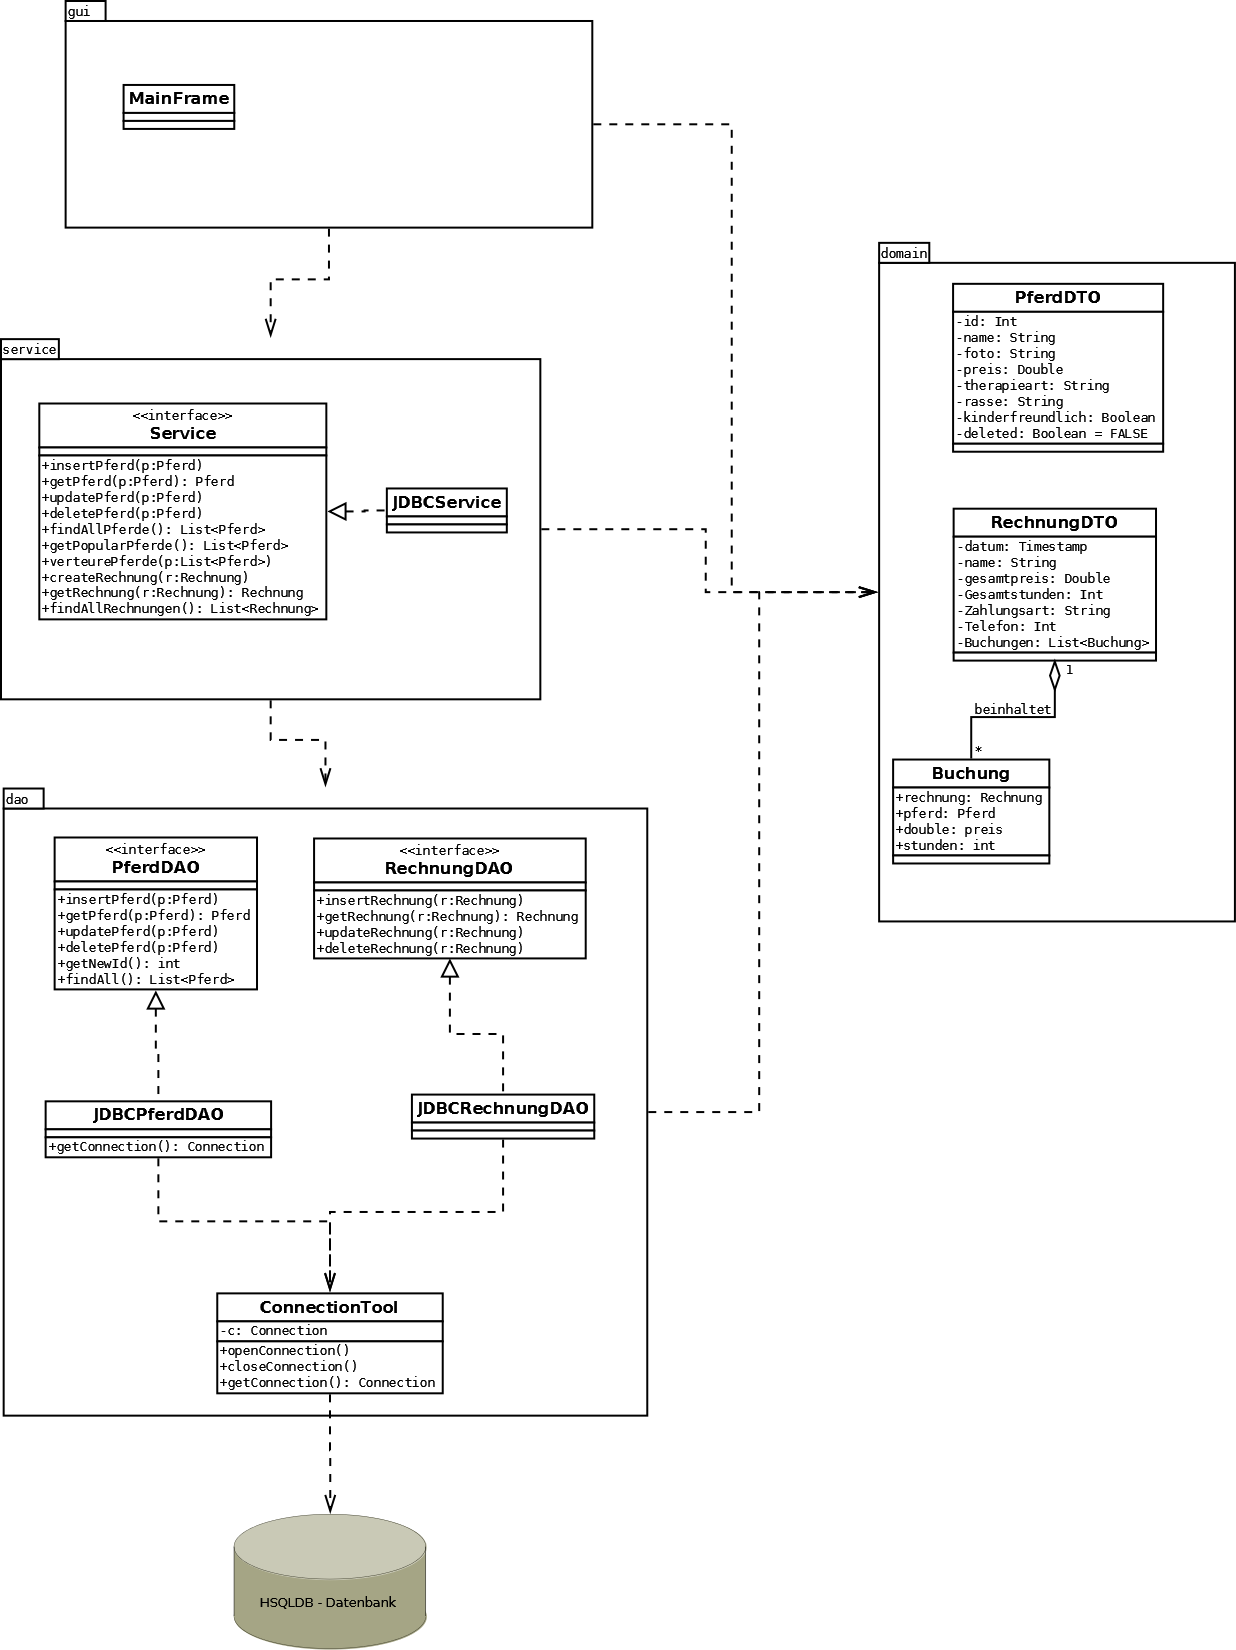 gui
MainFrame
domain
PferdDTO
-id: Int
-name: String
-foto: String
-preis: Double
-therapieart: String
-rasse: String
-kinderfreundlich: Boolean
-deleted: Boolean = FALSE
service
<<interface>>
Service
+insertPferd(p:Pferd)
+getPferd(p:Pferd): Pferd
+updatePferd(p:Pferd)
+deletePferd(p:Pferd)
+findAllPferde(): List<Pferd>
+getPopularPferde(): List<Pferd>
+verteurePferde(p:List<Pferd>)
+createRechnung(r:Rechnung)
+getRechnung(r:Rechnung): Rechnung
+findAllRechnungen(): List<Rechnung>
JDBCService
RechnungDTO
-datum: Timestamp
-name: String
-gesamtpreis: Double
-Gesamtstunden: Int
-Zahlungsart: String
-Telefon: Int
-Buchungen: List<Buchung>
1
beinhaltet
*
Buchung
+rechnung: Rechnung
+pferd: Pferd
+double: preis
+stunden: int
dao
<<interface>>
PferdDAO
+insertPferd(p:Pferd)
+getPferd(p:Pferd): Pferd
+updatePferd(p:Pferd)
+deletePferd(p:Pferd)
+getNewId(): int
+findAll(): List<Pferd>
<<interface>>
RechnungDAO
+insertRechnung(r:Rechnung)
+getRechnung(r:Rechnung): Rechnung
+updateRechnung(r:Rechnung)
+deleteRechnung(r:Rechnung)
JDBCPferdDAO
+getConnection(): Connection
JDBCRechnungDAO
ConnectionTool
-c: Connection
+openConnection()
+closeConnection()
+getConnection(): Connection
HSQLDB - Datenbank